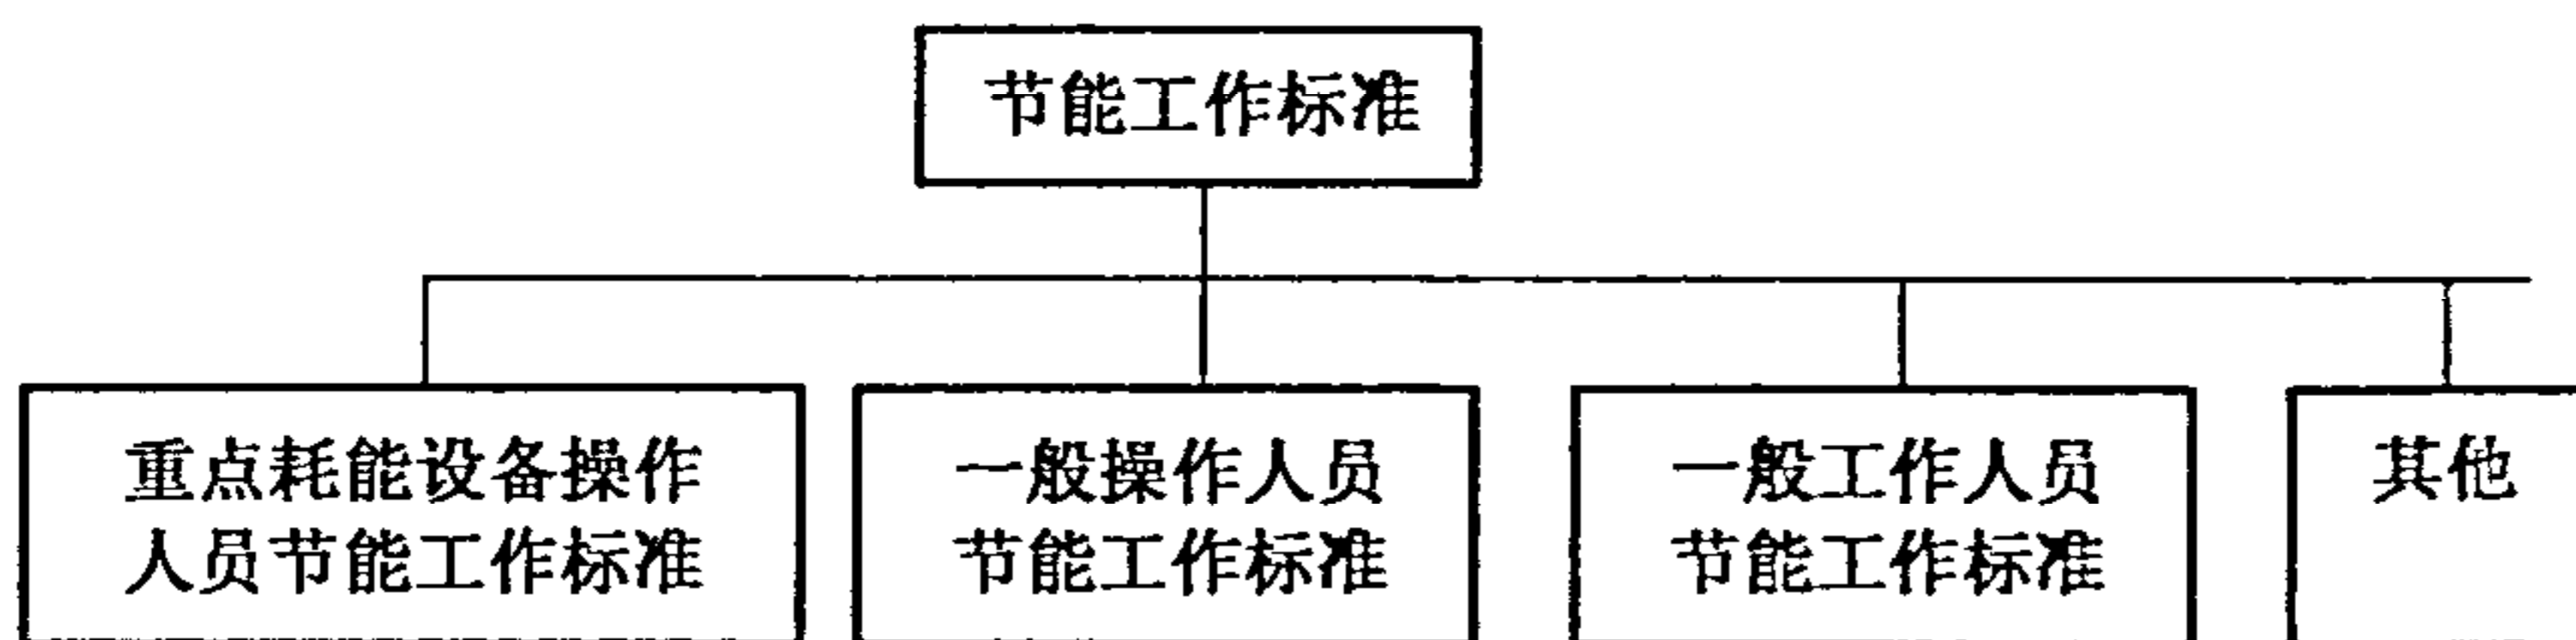 节能工作标准
重点耗能设备操作
人员节能工作标准
一般操作人员
节能工作标准
一般工作人员
节能工作标准
其他